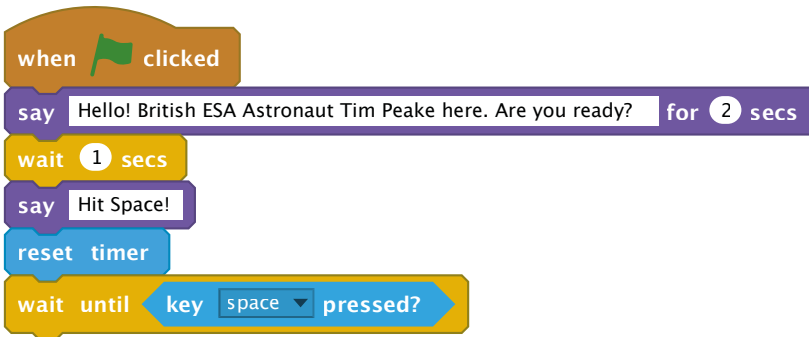 when clicked
say Hello! British ESA Astronaut Tim Peake here. Are you ready? for 2 secs
wait 1 secs
say Hit Space!
reset timer
wait until key space pressed?